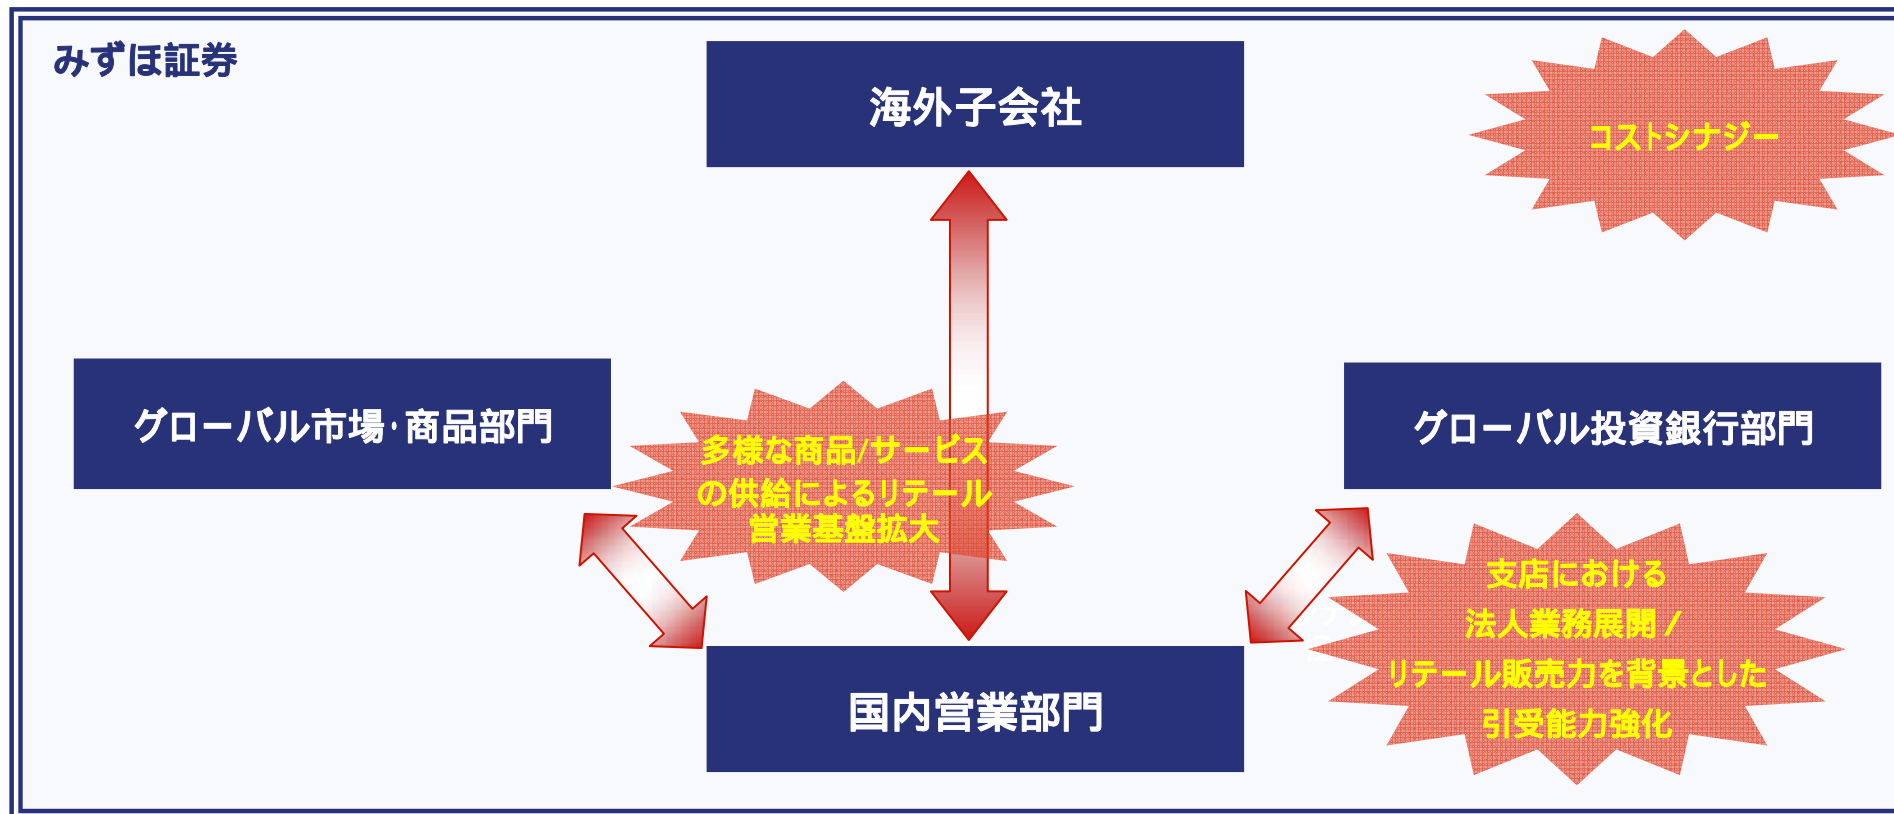 みずほ証券
海外子会社
コストシナジー
グローバル市場・商品部門
グローバル投資銀行部門
多様な商品/サービス
の供給によるリテール
営業基盤拡大
支店における
法人業務展開/
リテール販売力を背景とした
引受能力強化
国内営業部門